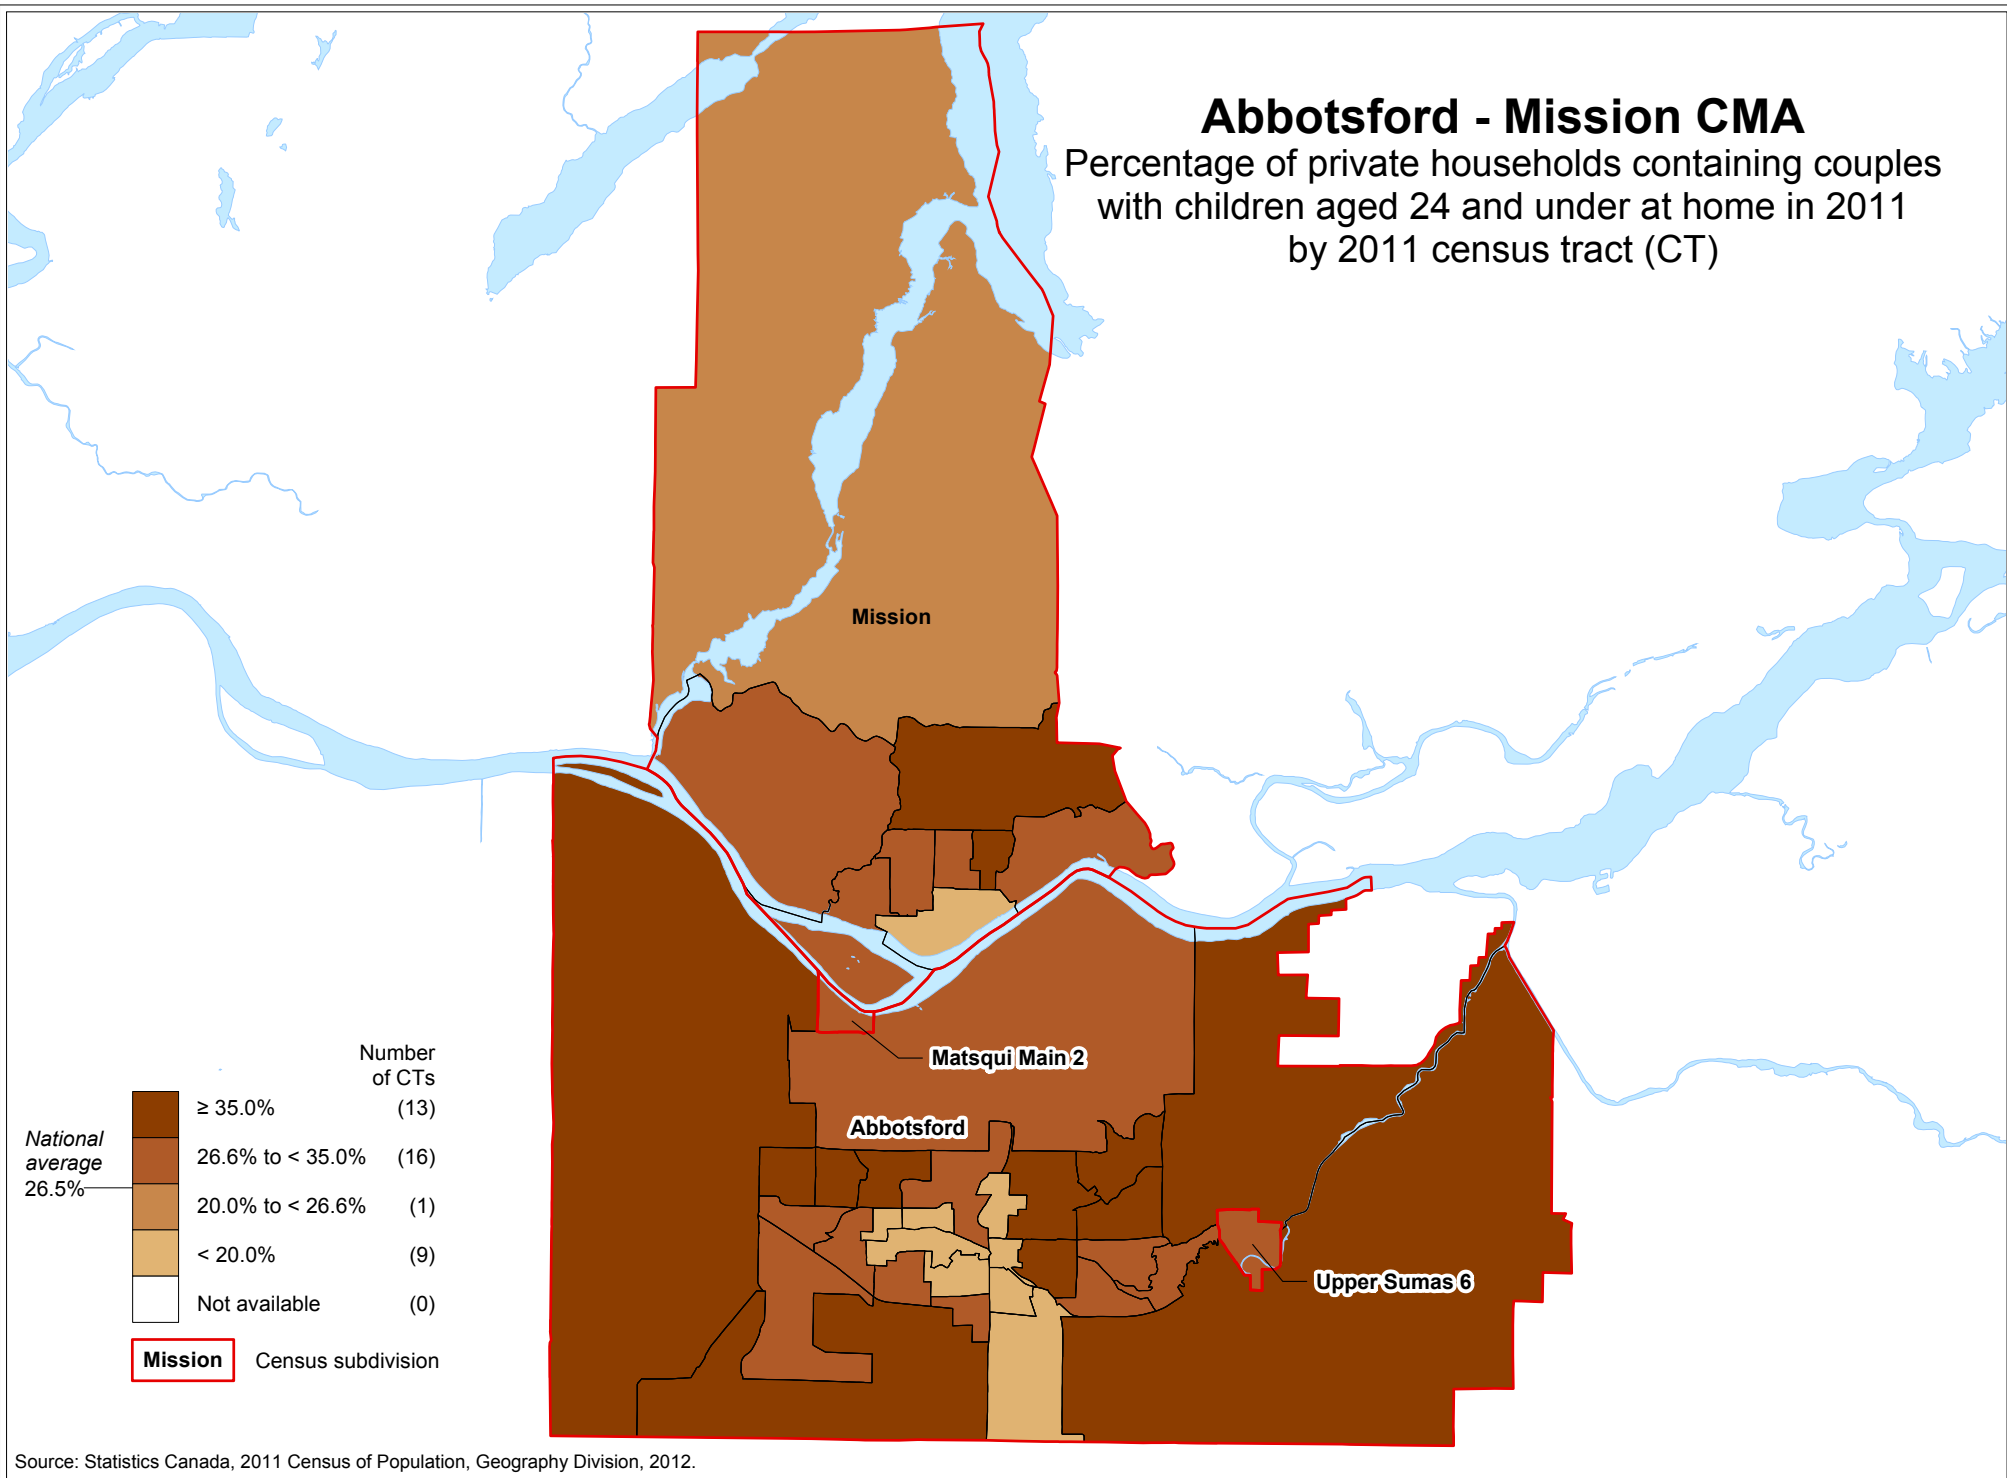 Abbotsford - Mission CMA
Percentage of private households containing couples
with children aged 24 and under at home in 2011
by 2011 census tract (CT)
Mission
Matsqui Main 2
Abbotsford
Upper Sumas 6
Number
of CTs
≥ 35.0% (13)
26.6% to < 35.0% (16)
20.0% to < 26.6% (1)
< 20.0% (9)
Not available (0)
National
average
26.5%
Mission Census subdivision
Source: Statistics Canada, 2011 Census of Population, Geography Division, 2012.